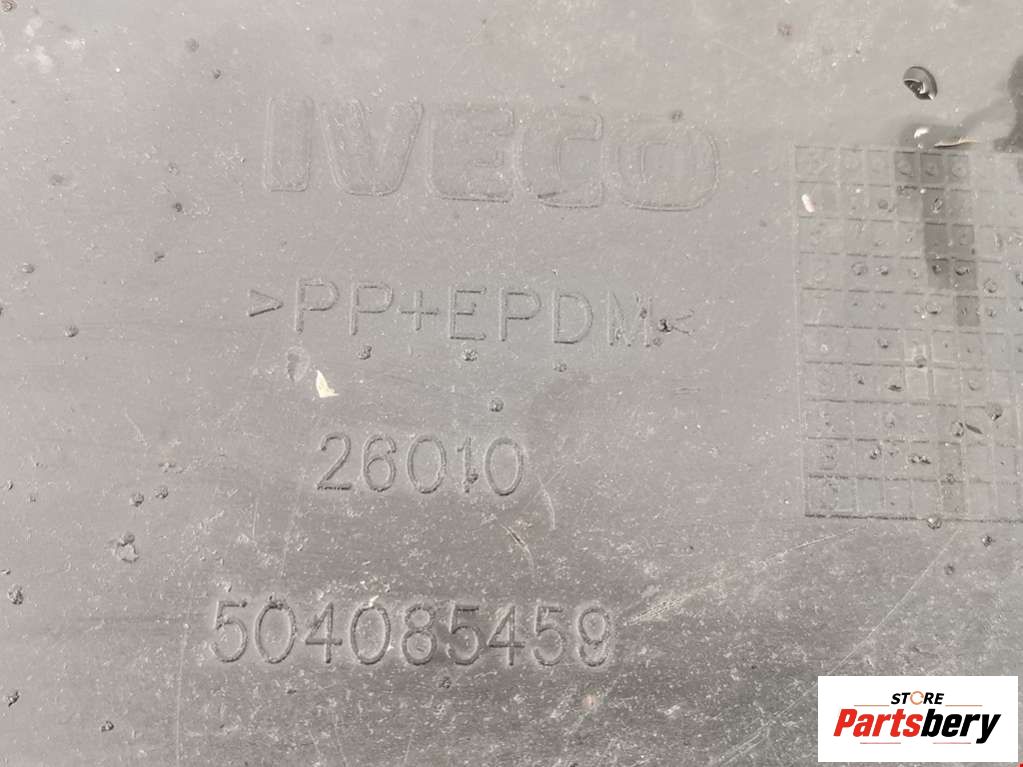 IVECO
>PP+EPDM<
26010
504085459
STORE
Partsbery